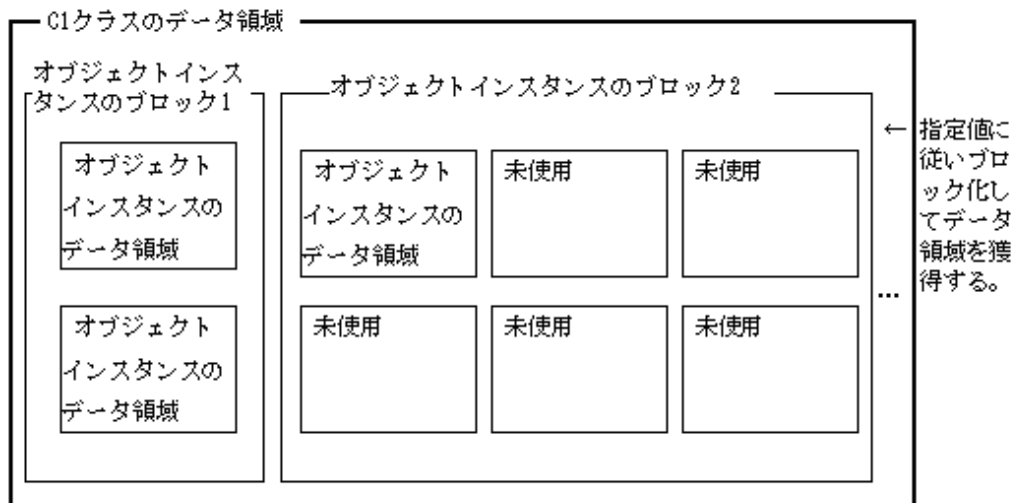 C1クラスのデータ領域
オブジェクトインス
タンスのブロック1
オブジェクトインスタンスのブロック2
オブジェクト
インスタンスの
データ領域
オブジェクト
インスタンスの
データ領域
オブジェクト
インスタンスの
データ領域
未使用
未使用
未使用
未使用
未使用
...
← 指定値に
従いブロ
ック化し
てデータ
領域を獲
得する。